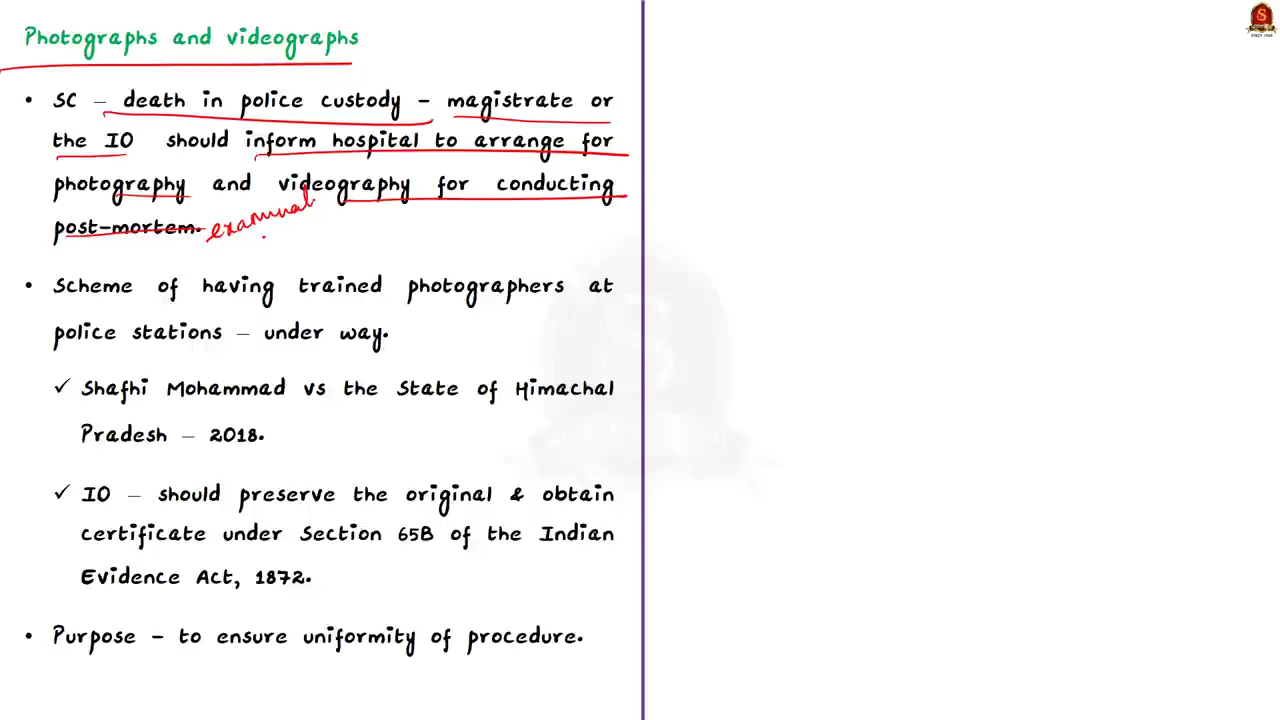 Photographs and videographs
• SC – death in police custody – magistrate or
the IO should inform hospital to arrange for
photography and videography for conducting
post-mortem. examinat
• Scheme of having trained photographers at
police stations – under way.
✓ Shafhi Mohammad vs the State of Himachal
Pradesh – 2018.
✓ IO – should preserve the original & obtain
certificate under Section 65B of the Indian
Evidence Act, 1872.
• Purpose – to ensure uniformity of procedure.
S